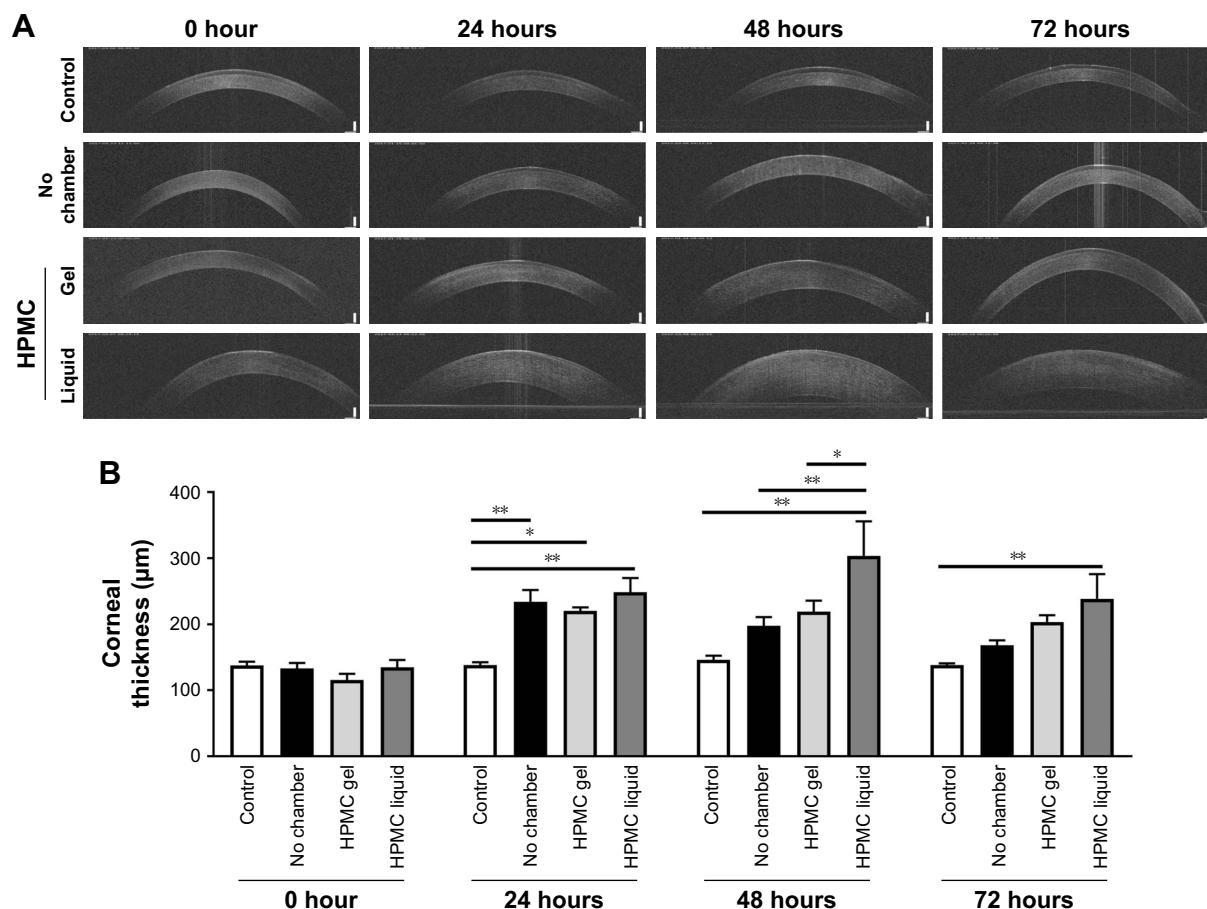 A
0 hour
24 hours
48 hours
72 hours
Control
No
chamber
HPMC
Gel
Liquid
B
Corneal
thickness (µm)
400
300
200
100
0
**
*
**
*
**
**
**
Control
No chamber
HPMC gel
HPMC liquid
Control
No chamber
HPMC gel
HPMC liquid
Control
No chamber
HPMC gel
HPMC liquid
Control
No chamber
HPMC gel
HPMC liquid
0 hour
24 hours
48 hours
72 hours